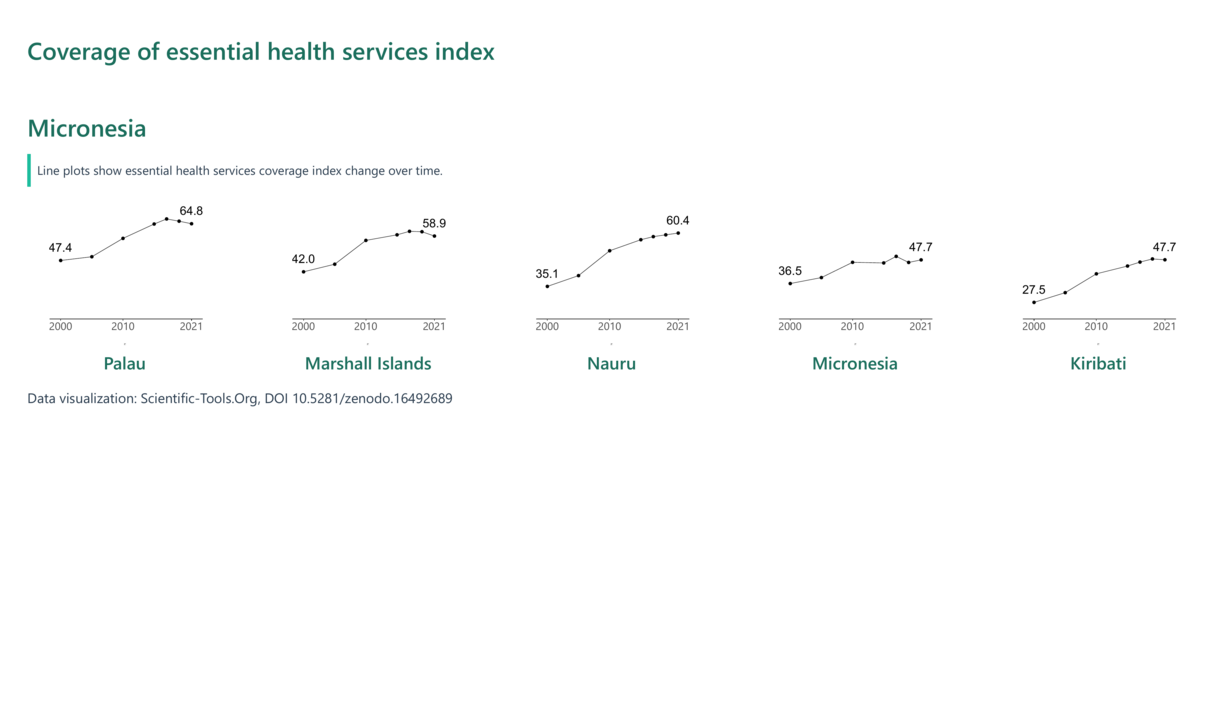 Coverage of essential health services index
Micronesia
Line plots show essential health services coverage index change over time.
47.4 64.8
2000 2010 2021
Palau
42.0 58.9
2000 2010 2021
Marshall Islands
35.1 60.4
2000 2010 2021
Nauru
36.5 47.7
2000 2010 2021
Micronesia
27.5 47.7
2000 2010 2021
Kiribati
Data visualization: Scientific-Tools.Org, DOI 10.5281/zenodo.16492689